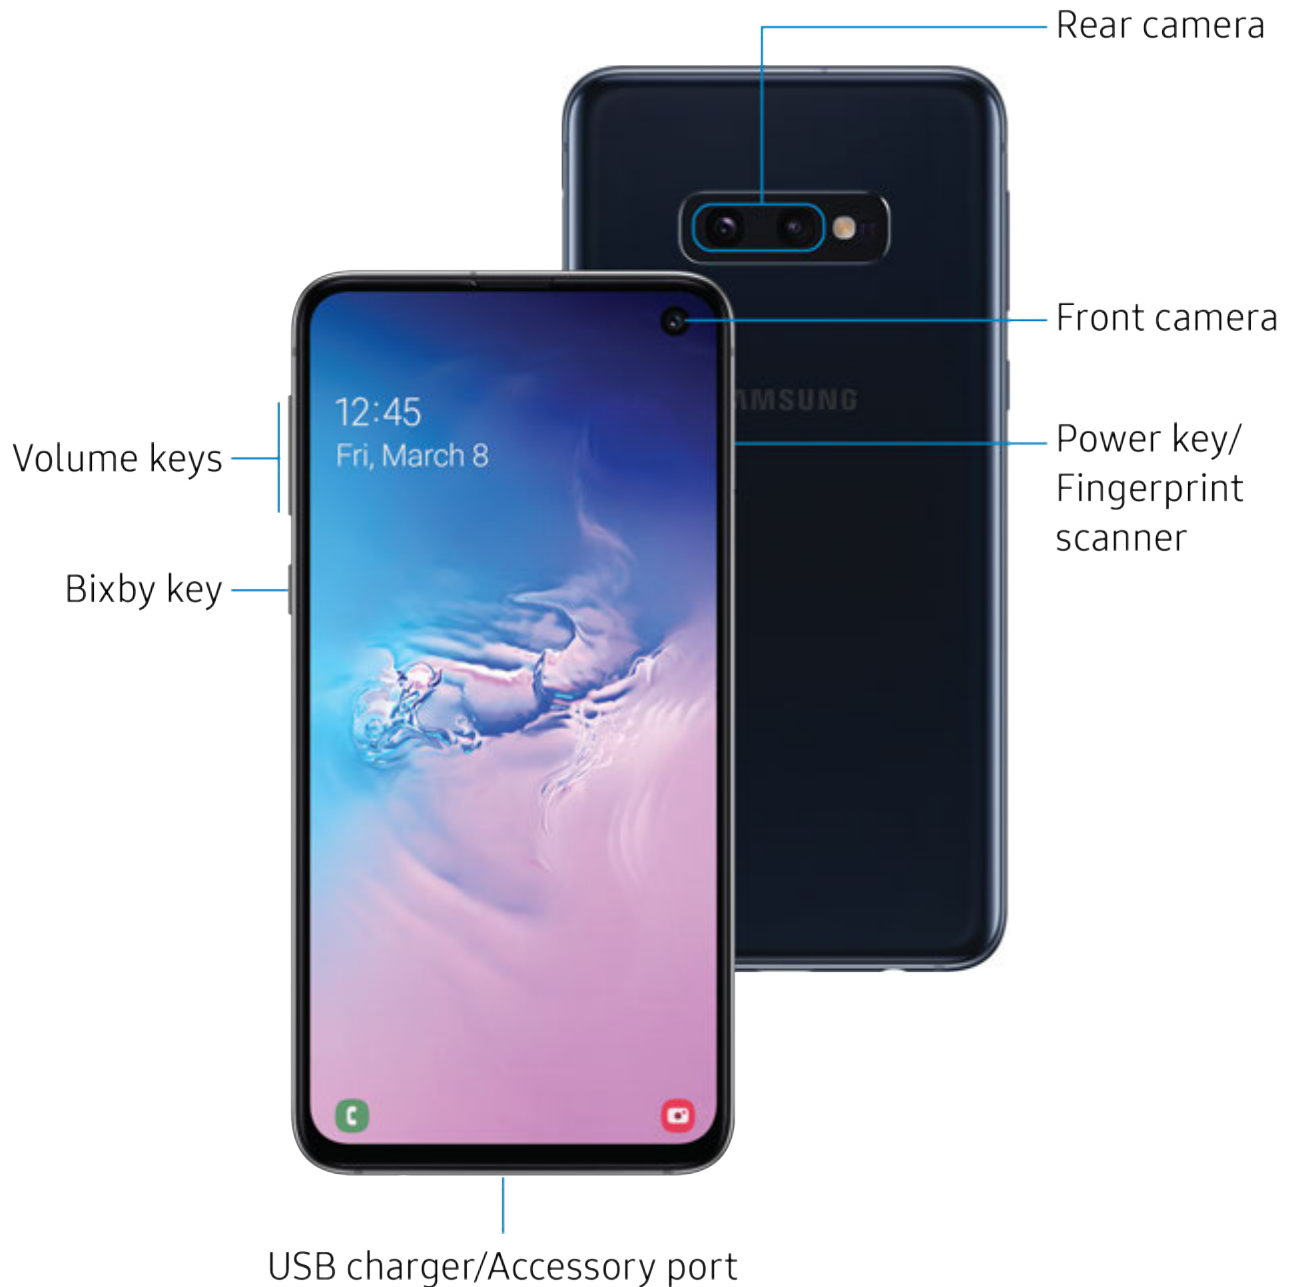 Rear camera
Front camera
AMSUNG
12:45
Fri, March 8
Volume keys
Power key/
Fingerprint
scanner
Bixby key
USB charger/Accessory port